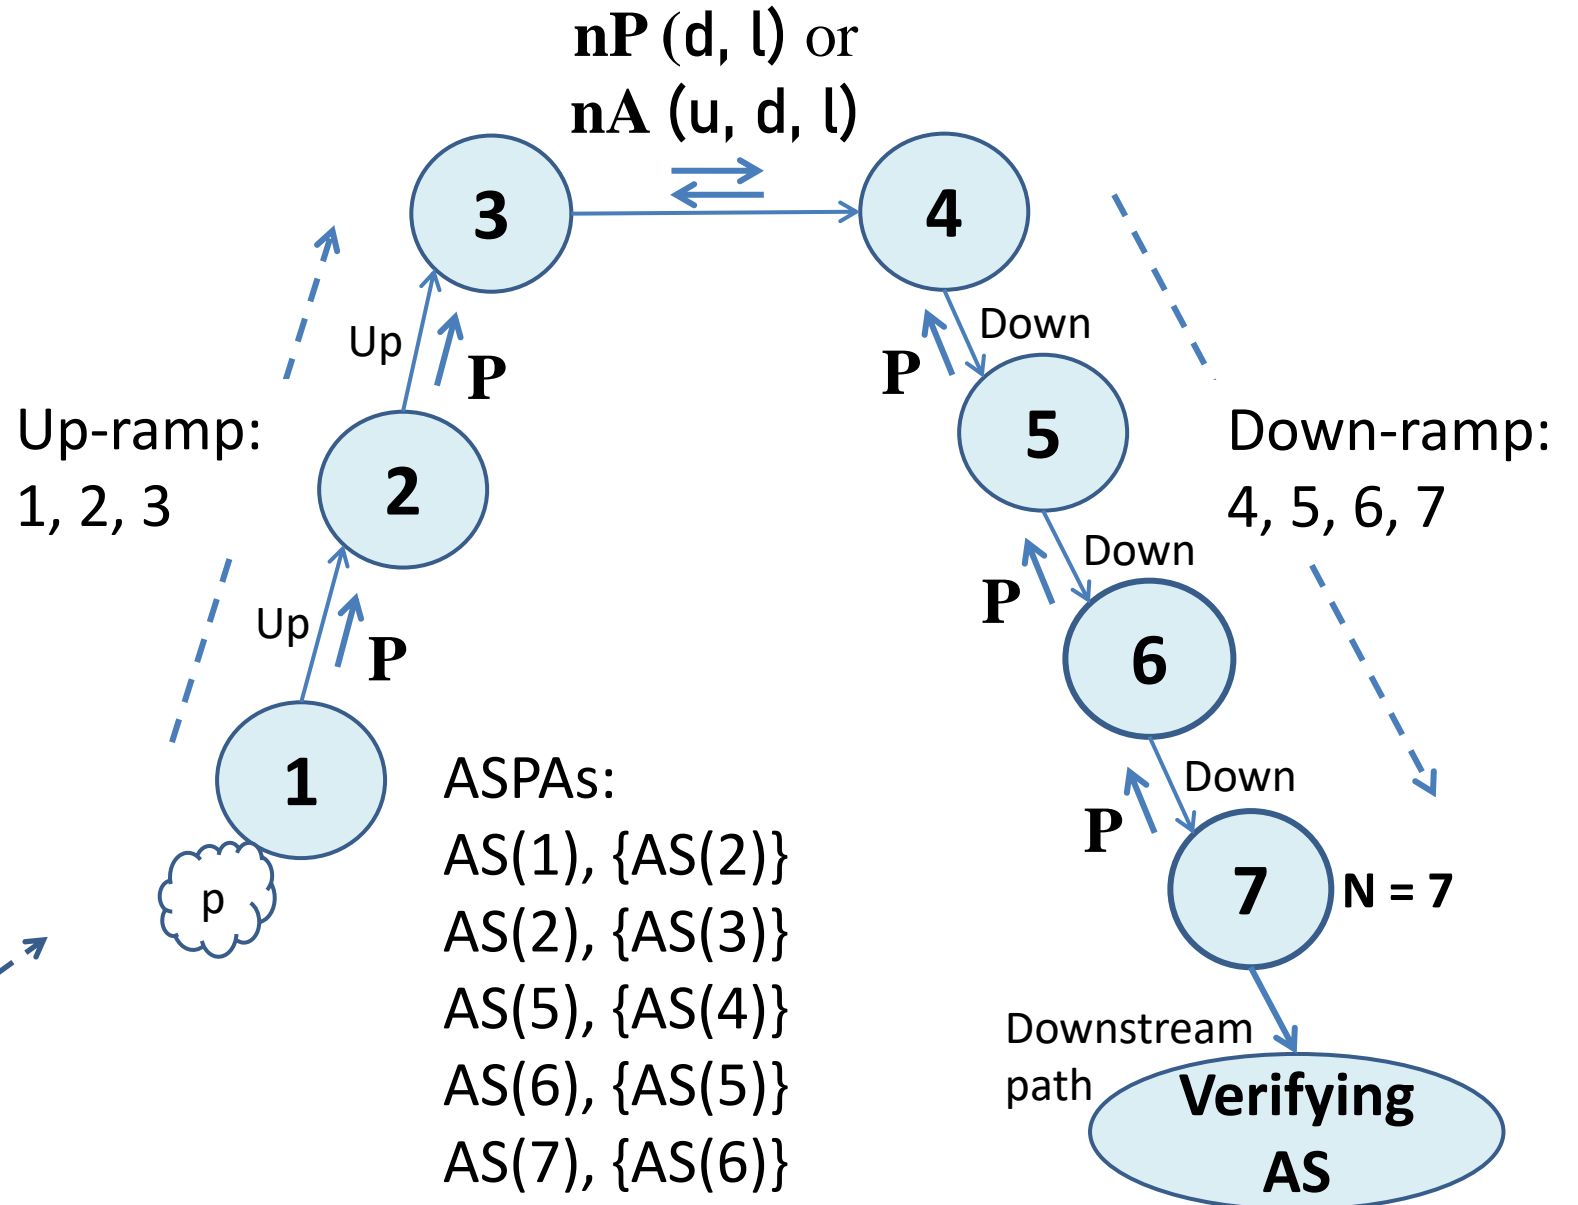 nP (d, l) or
nA (u, d, l)
3
4
Up
P
Down
P
Up-ramp:
1, 2, 3
2
5
Down-ramp:
4, 5, 6, 7
Down
P
Up
P
6
1
p
ASPAs:
AS(1), {AS(2)}
AS(2), {AS(3)}
AS(5), {AS(4)}
AS(6), {AS(5)}
AS(7), {AS(6)}
Down
P
7
N = 7
Downstream
path
Verifying
AS